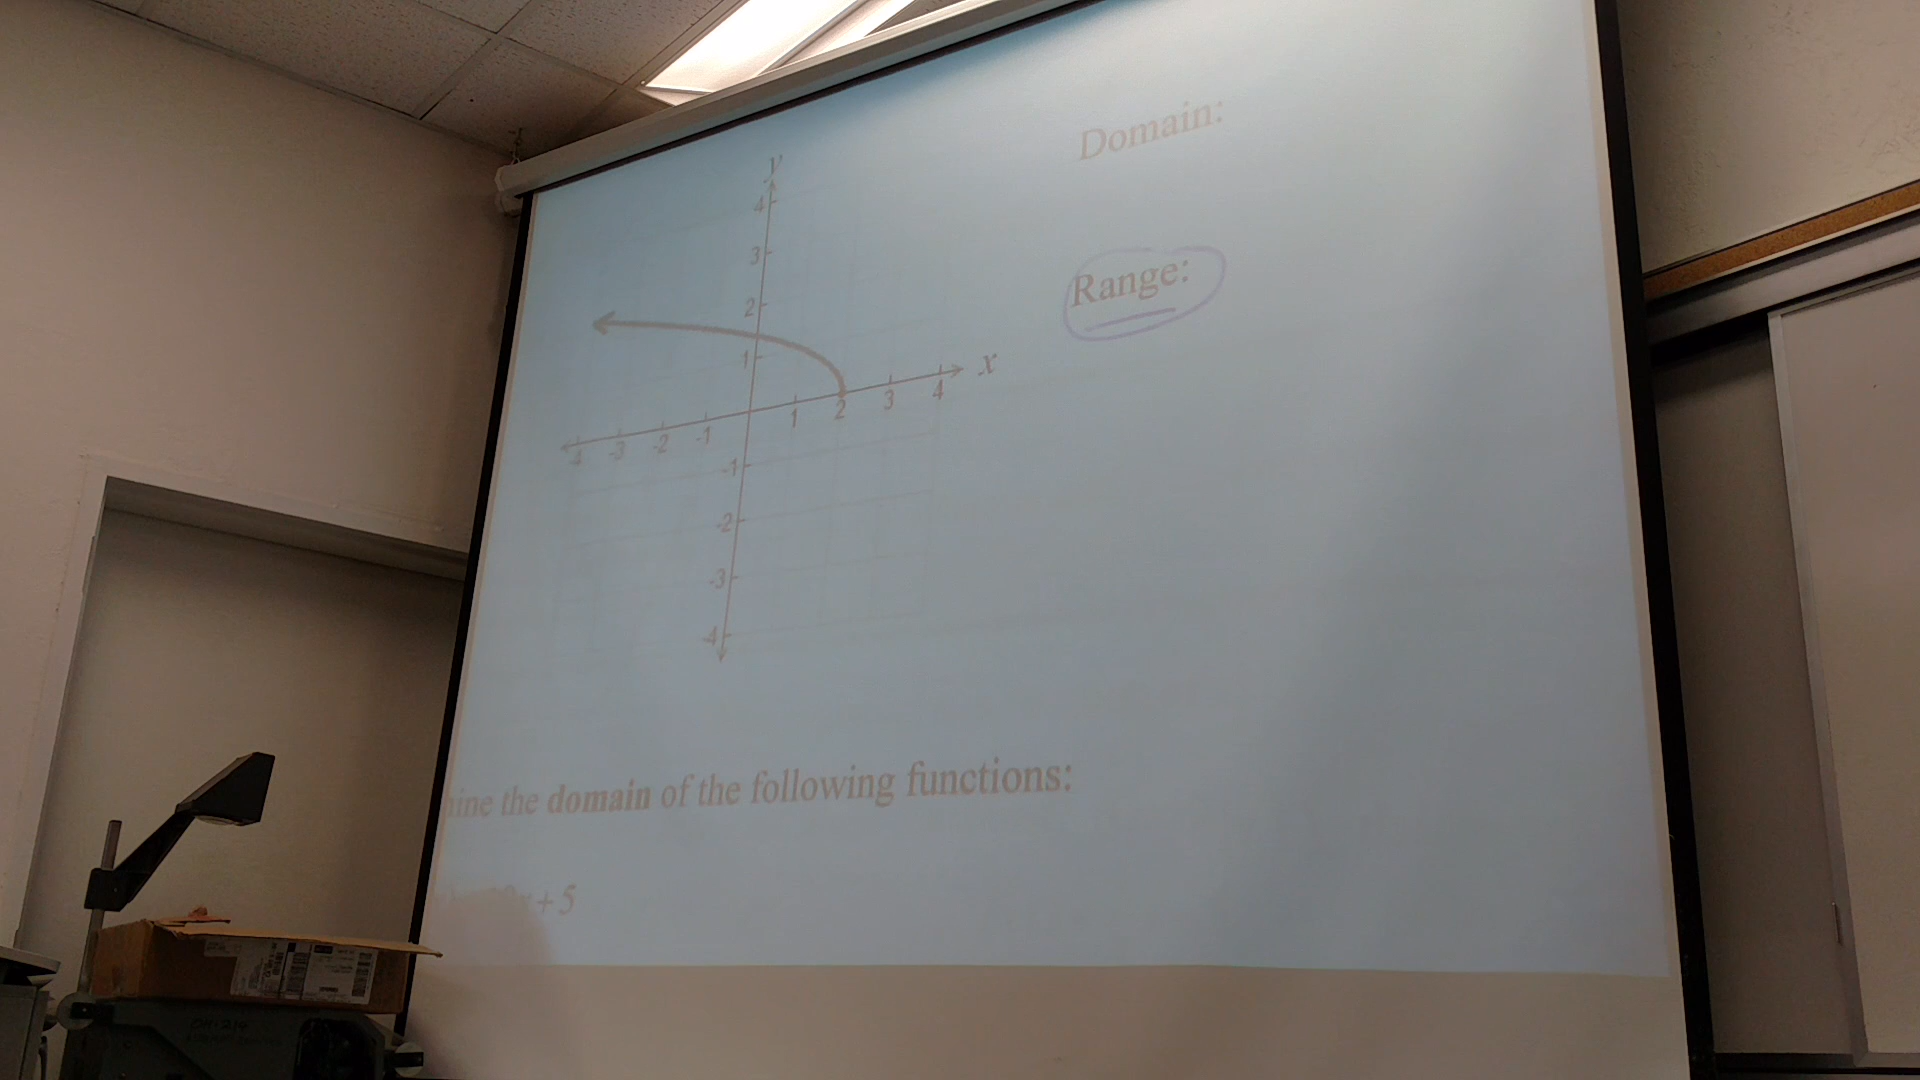 Domain:
y
4
3
Range:
2
1
x
-4 -3 -2 -1 1 2 3 4
-1
-2
-3
-4
the domain of the following functions:
+ 5